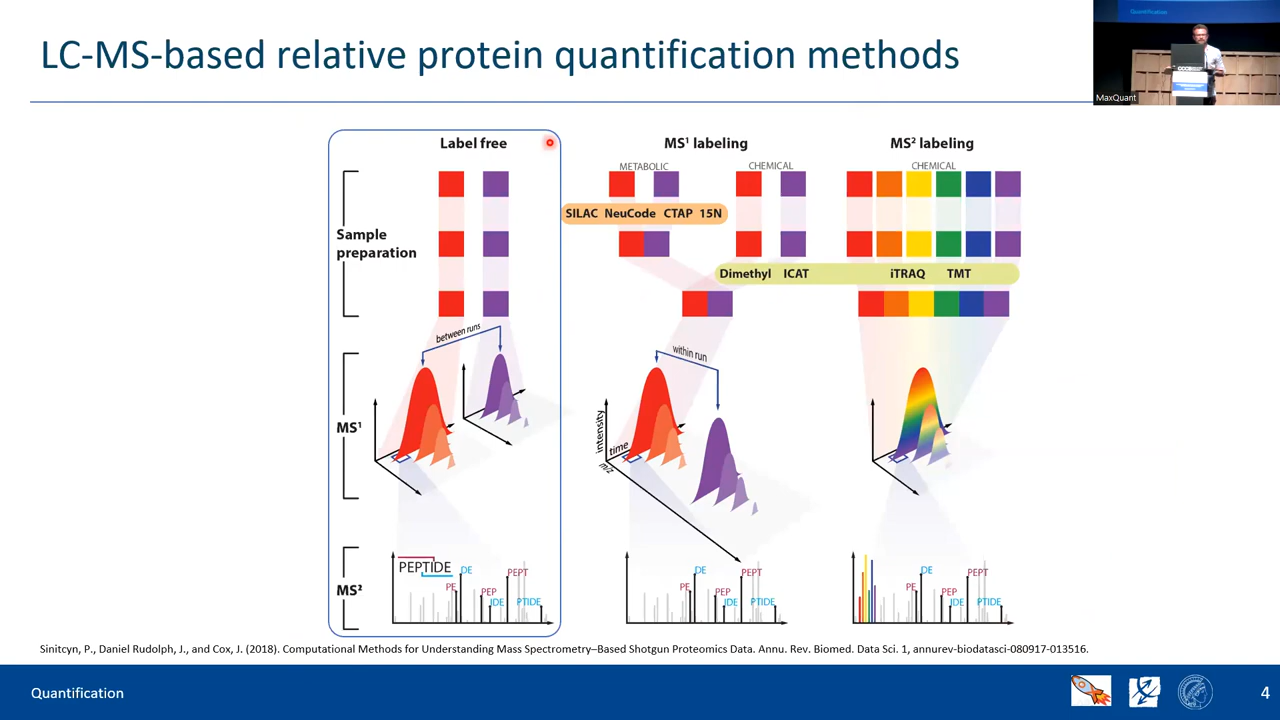 LC-MS-based relative protein quantification methods
Quantification
MaxQuant
Label free
MS¹ labeling
MS² labeling
METABOLIC
CHEMICAL
CHEMICAL
SILAC NeuCode CTAP 15N
Sample
preparation
Dimethyl ICAT
iTRAQ TMT
between runs
within run
MS¹
intensity
time
m/z
MS²
PEPTIDE
PE
DE
PEP
IDE
PEPT
PTIDE
PE
DE
PEP
IDE
PEPT
PTIDE
PE
DE
PEP
IDE
PEPT
PTIDE
Sinitcyn, P., Daniel Rudolph, J., and Cox, J. (2018). Computational Methods for Understanding Mass Spectrometry–Based Shotgun Proteomics Data. Annu. Rev. Biomed. Data Sci. 1, annurev-biodatasci-080917-013516.
Quantification
4